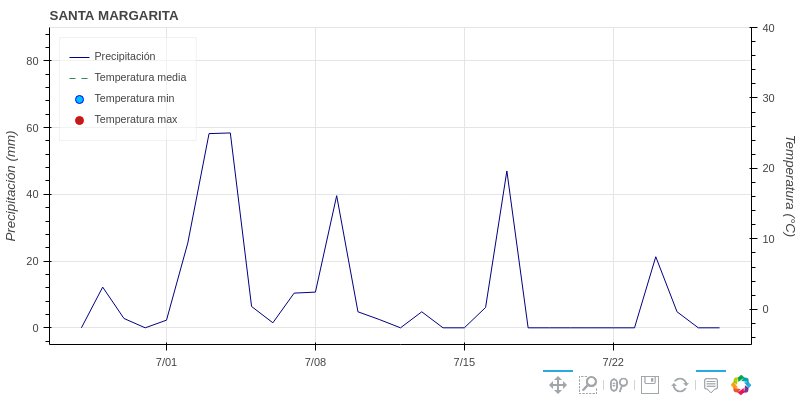 SANTA MARGARITA
Precipitación
Temperatura media
Temperatura min
Temperatura max
Precipitación (mm)
80
60
40
20
0
40
30
20
10
0
Temperatura (°C)
7/01
7/08
7/15
7/22